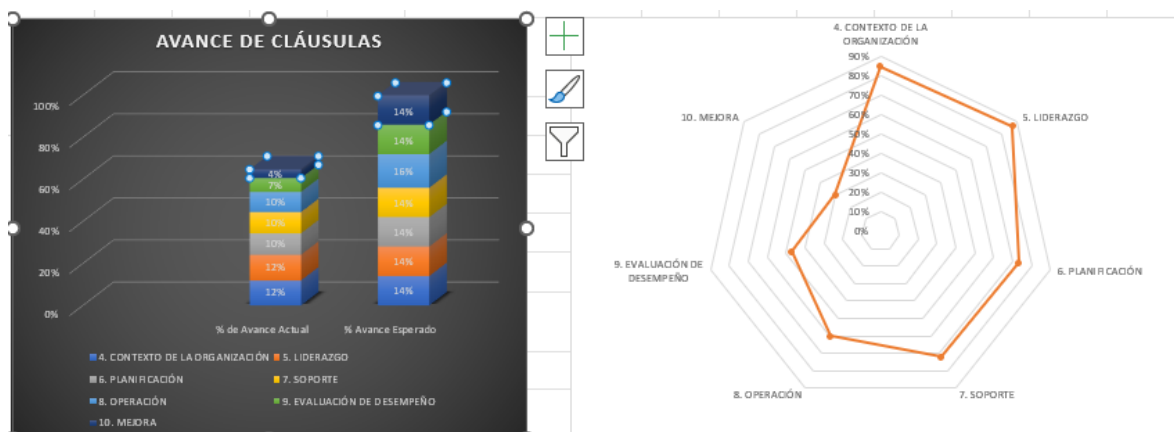 AVANCE DE CLÁUSULAS
100%
80%
60%
40%
20%
0%
4%
7%
10%
10%
10%
12%
12%
14%
14%
16%
14%
14%
14%
14%
% de Avance Actual
% Avance Esperado
4. CONTEXTO DE LA ORGANIZACIÓN
5. LIDERAZGO
6. PLANIFICACIÓN
7. SOPORTE
8. OPERACIÓN
9. EVALUACIÓN DE DESEMPEÑO
10. MEJORA
4. CONTEXTO DE LA
ORGANIZACIÓN
90%
80%
70%
60%
50%
40%
30%
20%
10%
0%
5. LIDERAZGO
6. PLANIFICACIÓN
7. SOPORTE
8. OPERACIÓN
9. EVALUACIÓN DE
DESEMPEÑO
10. MEJORA